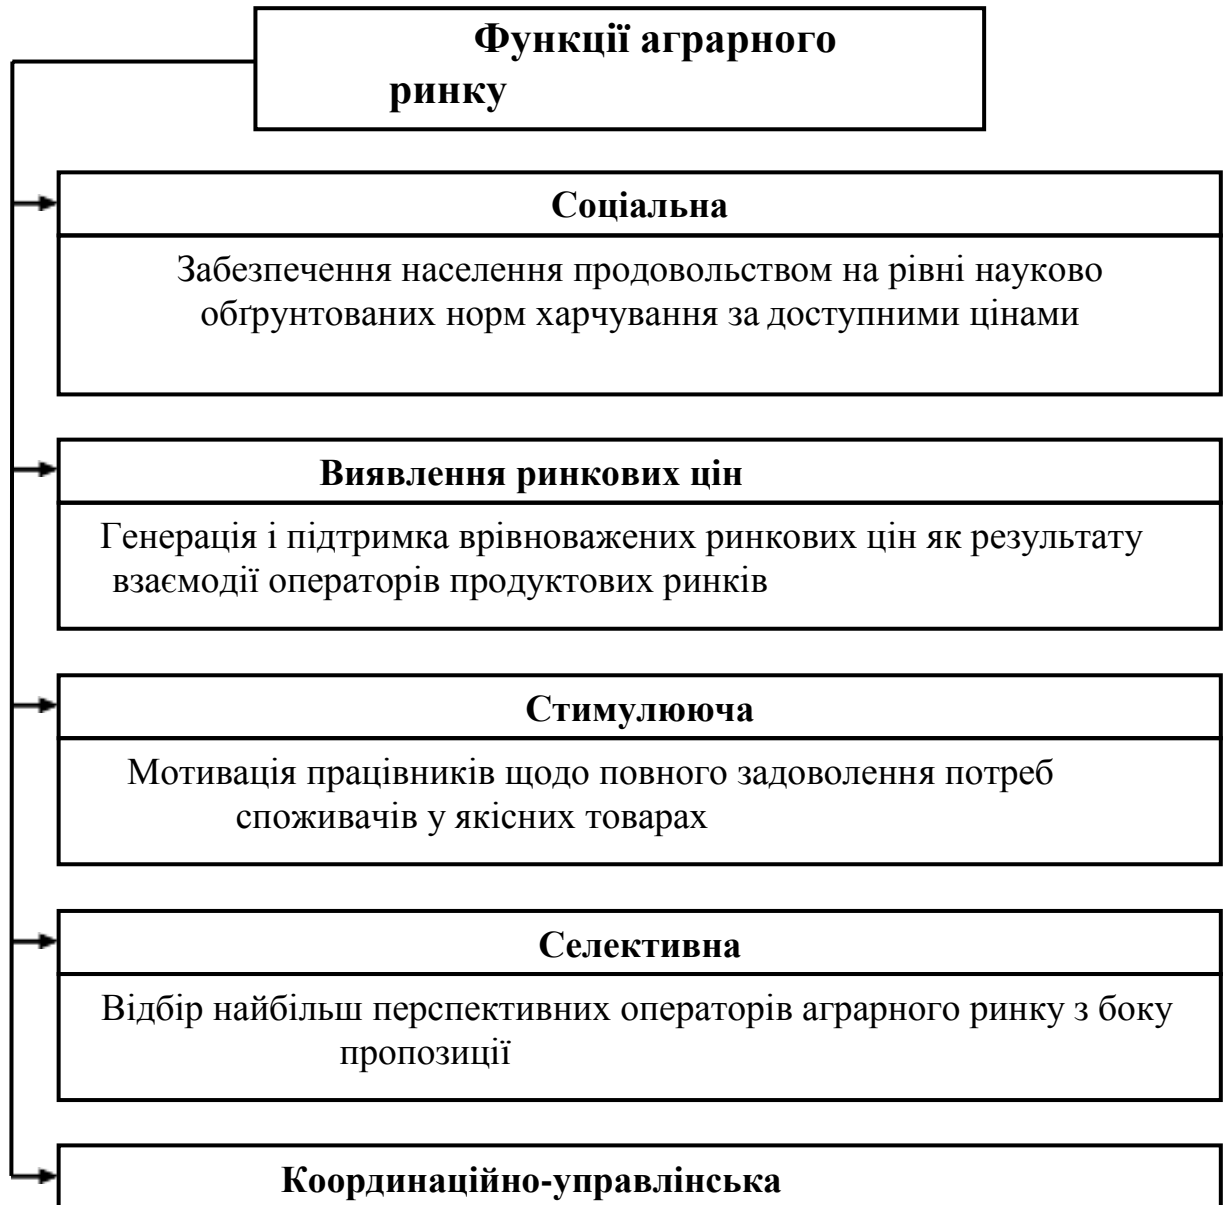 Функції аграрного
ринку
Соціальна
Забезпечення населення продовольством на рівні науково
обґрунтованих норм харчування за доступними цінами
Виявлення ринкових цін
Генерація і підтримка врівноважених ринкових цін як результату
взаємодії операторів продуктових ринків
Стимулююча
Мотивація працівників щодо повного задоволення потреб
споживачів у якісних товарах
Селективна
Відбір найбільш перспективних операторів аграрного ринку з боку
пропозиції
Координаційно-управлінська